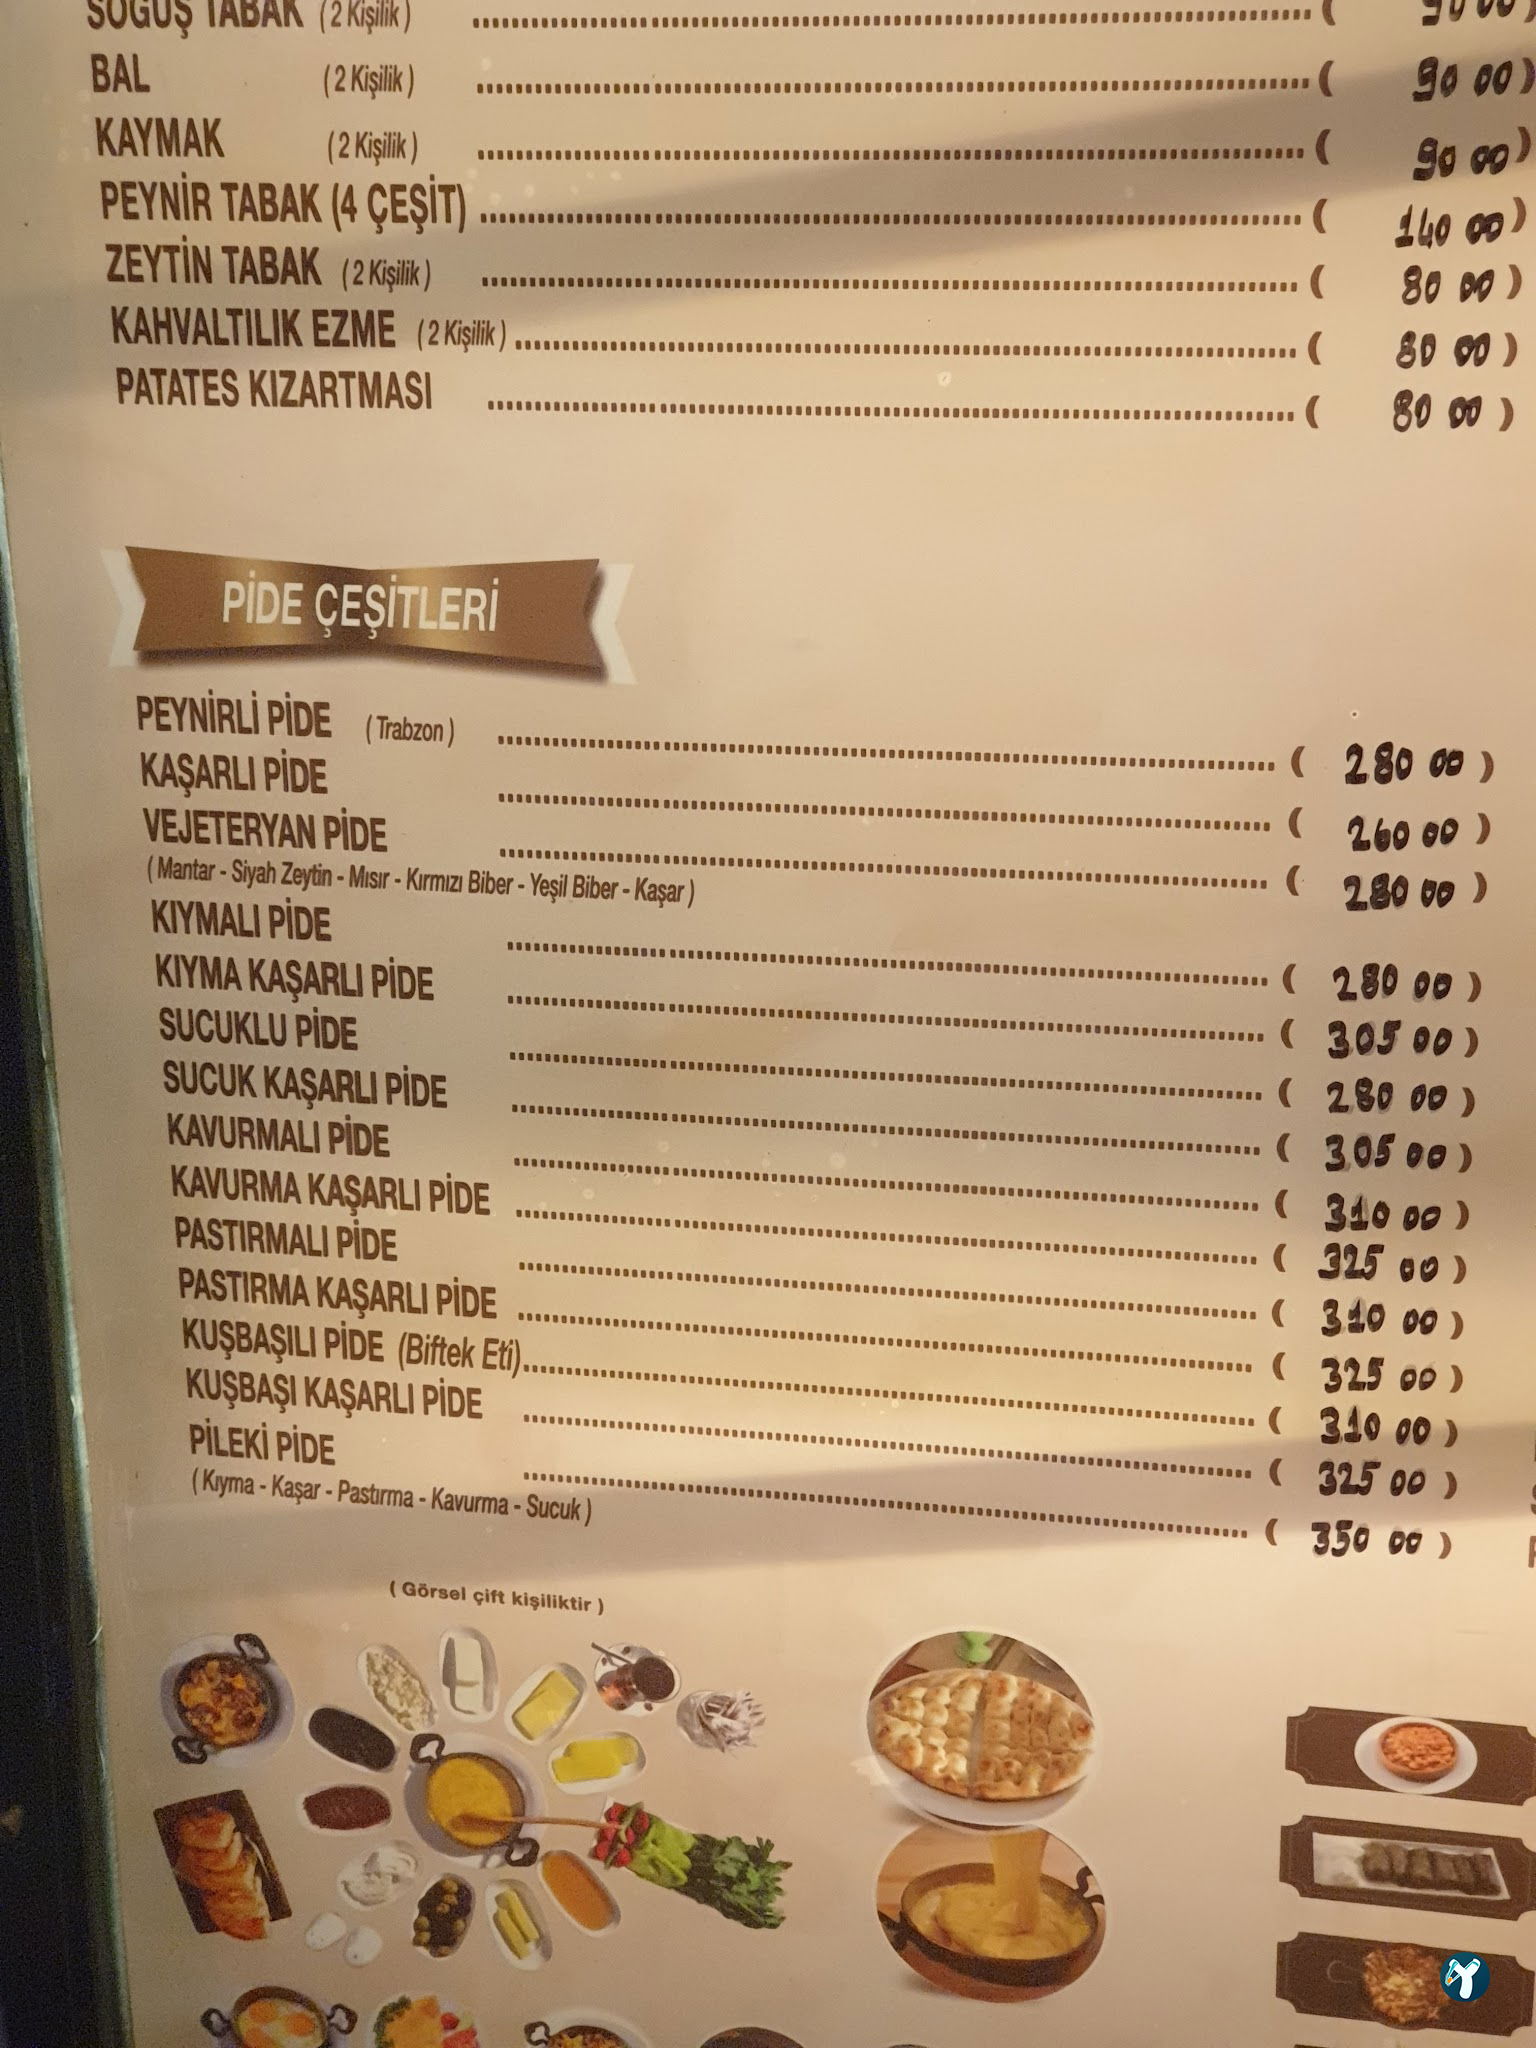 SÖĞÜŞ TABAK ( 2 Kişilik ) ( 90 00 )
BAL ( 2 Kişilik ) ( 90 00 )
KAYMAK ( 2 Kişilik ) ( 90 00 )
PEYNİR TABAK (4 ÇEŞİT) ( 140 00 )
ZEYTİN TABAK ( 2 Kişilik ) ( 80 00 )
KAHVALTILIK EZME ( 2 Kişilik ) ( 80 00 )
PATATES KIZARTMASI ( 80 00 )
PİDE ÇEŞİTLERİ
PEYNİRLİ PİDE ( Trabzon ) ( 280 00 )
KAŞARLI PİDE ( 260 00 )
VEJETERYAN PİDE ( 280 00 )
( Mantar - Siyah Zeytin - Mısır - Kırmızı Biber - Yeşil Biber - Kaşar )
KIYMALI PİDE ( 280 00 )
KIYMA KAŞARLI PİDE ( 305 00 )
SUCUKLU PİDE ( 280 00 )
SUCUK KAŞARLI PİDE ( 305 00 )
KAVURMALI PİDE ( 310 00 )
KAVURMA KAŞARLI PİDE ( 325 00 )
PASTIRMALI PİDE ( 310 00 )
PASTIRMA KAŞARLI PİDE ( 325 00 )
KUŞBAŞILI PİDE (Biftek Eti) ( 310 00 )
KUŞBAŞI KAŞARLI PİDE ( 325 00 )
PİLEKİ PİDE ( 350 00 )
( Kıyma - Kaşar - Pastırma - Kavurma - Sucuk )
( Görsel çift kişiliktir )